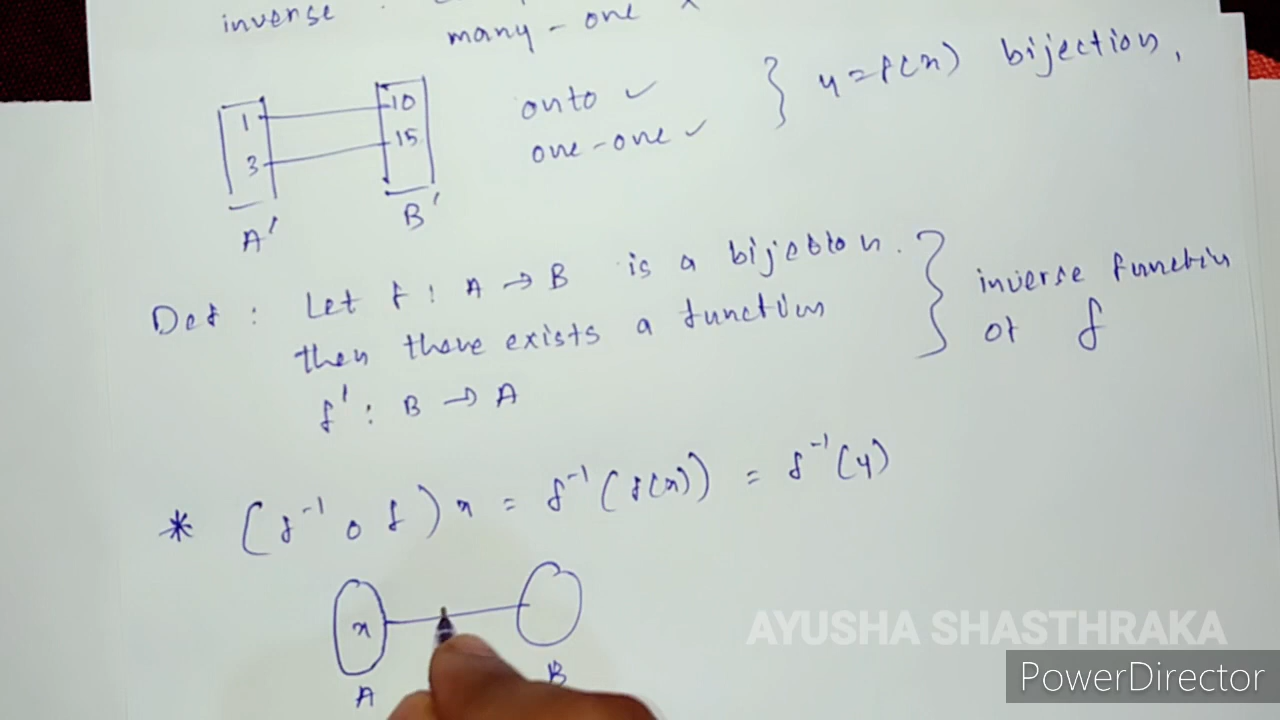 inverse
many-one x
1 10 onto ✓ } y=f(x) bijection,
3 15 one-one ✓
A' B'
Def : Let f : A → B is a bijection.
then there exists a function } inverse function
of f
f' : B → A
* (f⁻¹ o f) x = f⁻¹(f(x)) = f⁻¹(y)
x
A B
AYUSHA SHASTHRAKA
PowerDirector